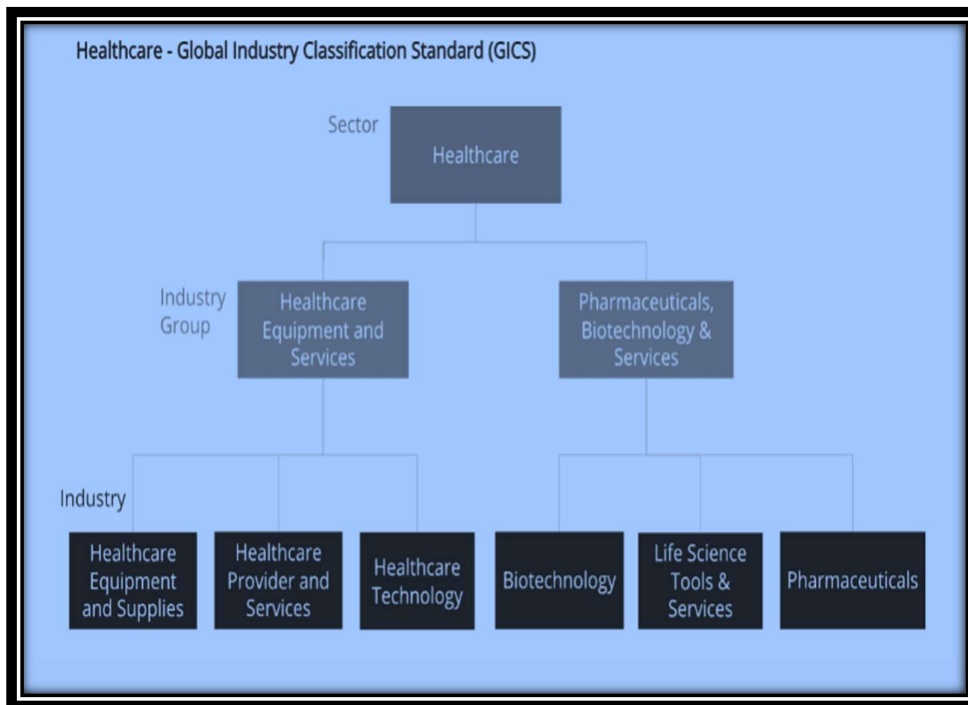 Healthcare - Global Industry Classification Standard (GICS)
Sector
Healthcare
Industry
Group
Healthcare
Equipment and
Services
Pharmaceuticals,
Biotechnology &
Services
Industry
Healthcare
Equipment
and Supplies
Healthcare
Provider and
Services
Healthcare
Technology
Biotechnology
Life Science
Tools &
Services
Pharmaceuticals